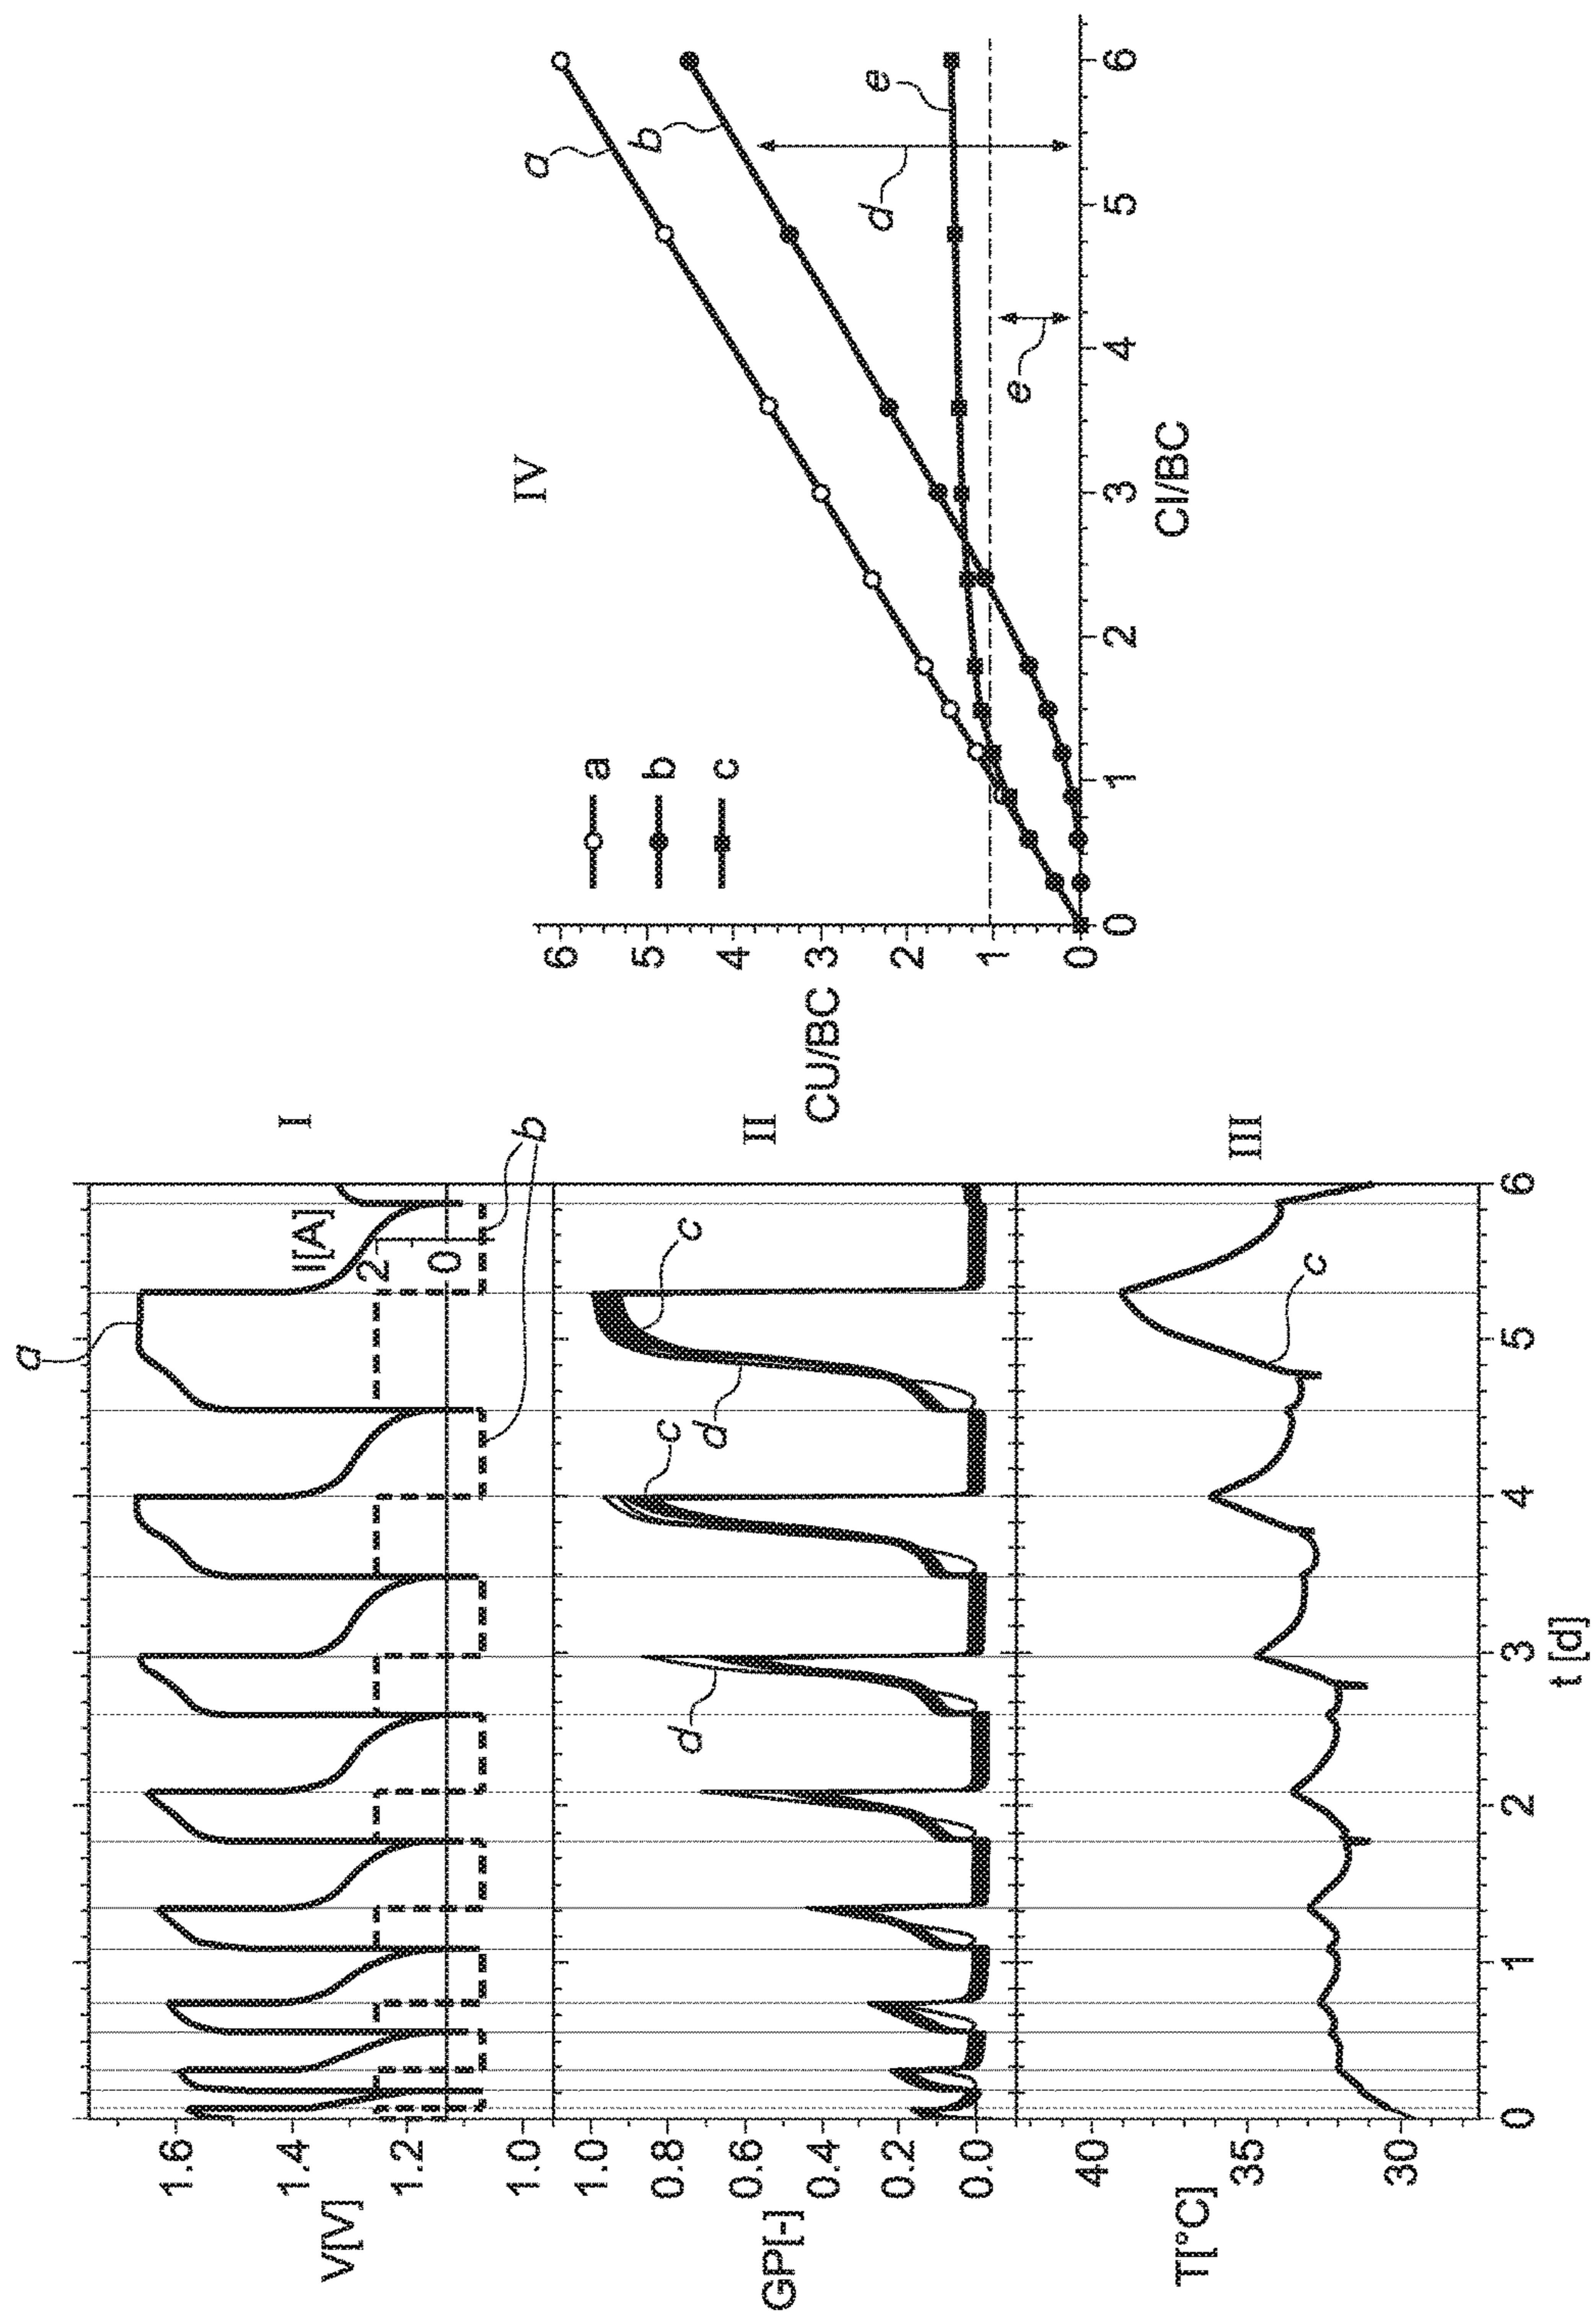 I
V[V]
1.6
1.4
1.2
1.0
I[A]
2
0
a
b
II
GP[-]
1.0
0.8
0.6
0.4
0.2
0.0
c
c
d
d
III
T[°C]
40
35
30
c
0 1 2 3 4 5 6
t [d]
IV
a
b
c
CU/BC
6
5
4
3
2
1
0
a
b
e
d
e
0 1 2 3 4 5 6
CI/BC